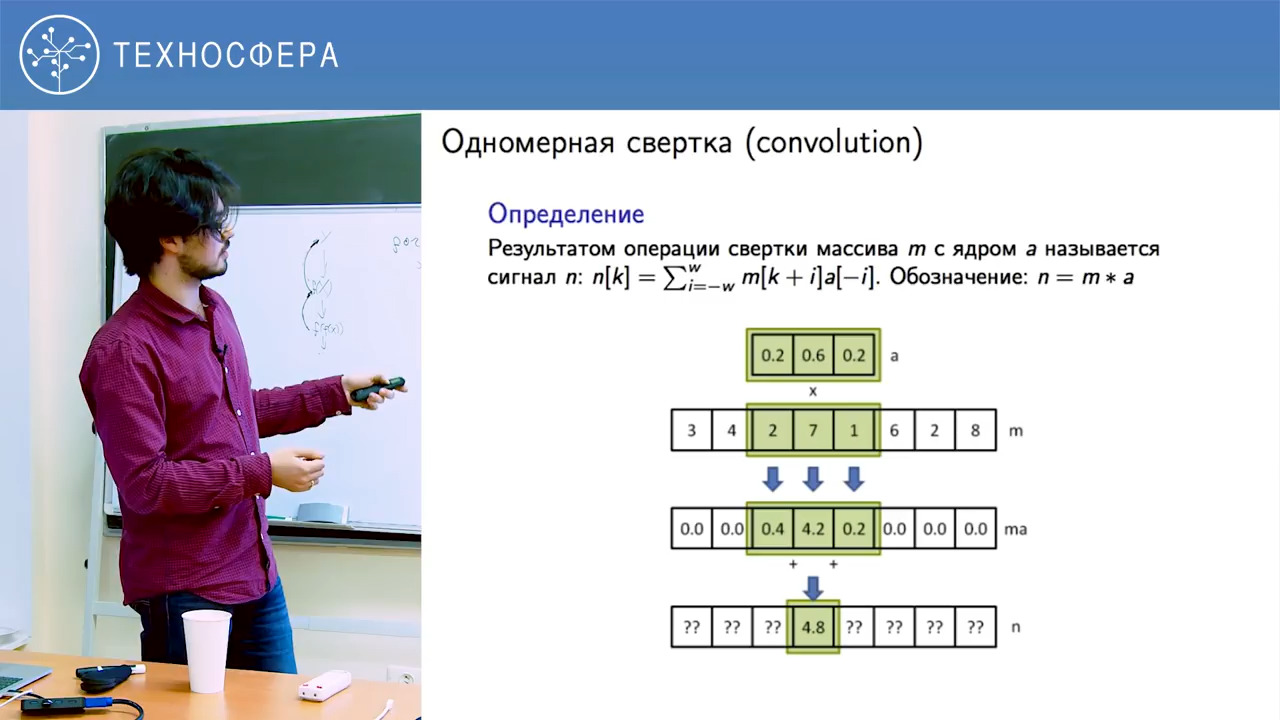 ТЕХНОСФЕРА
Одномерная свертка (convolution)
Определение
Результатом операции свертки массива m с ядром a называется
сигнал n: n[k] = ∑_{i=−w}^{w} m[k + i]a[−i]. Обозначение: n = m ∗ a
0.2 0.6 0.2 a
x
3 4 2 7 1 6 2 8 m
0.0 0.0 0.4 4.2 0.2 0.0 0.0 0.0 ma
+ +
?? ?? ?? 4.8 ?? ?? ?? ?? n